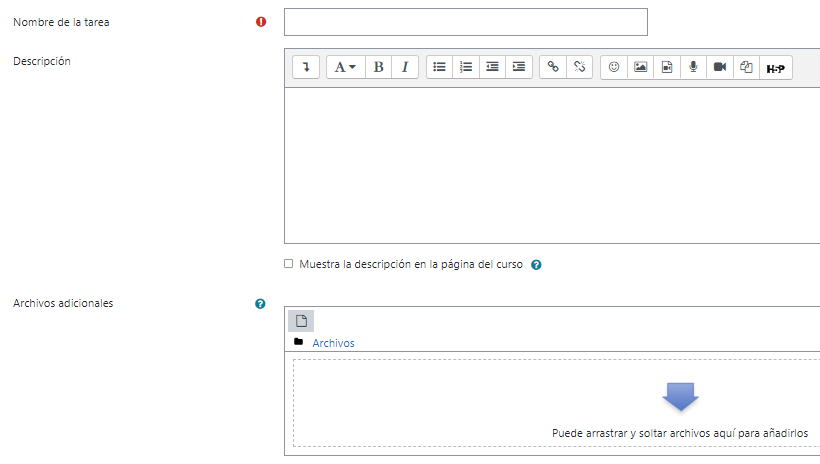 Nombre de la tarea
Descripción
A B I H-P
Muestra la descripción en la página del curso
Archivos adicionales
Archivos
Puede arrastrar y soltar archivos aquí para añadirlos